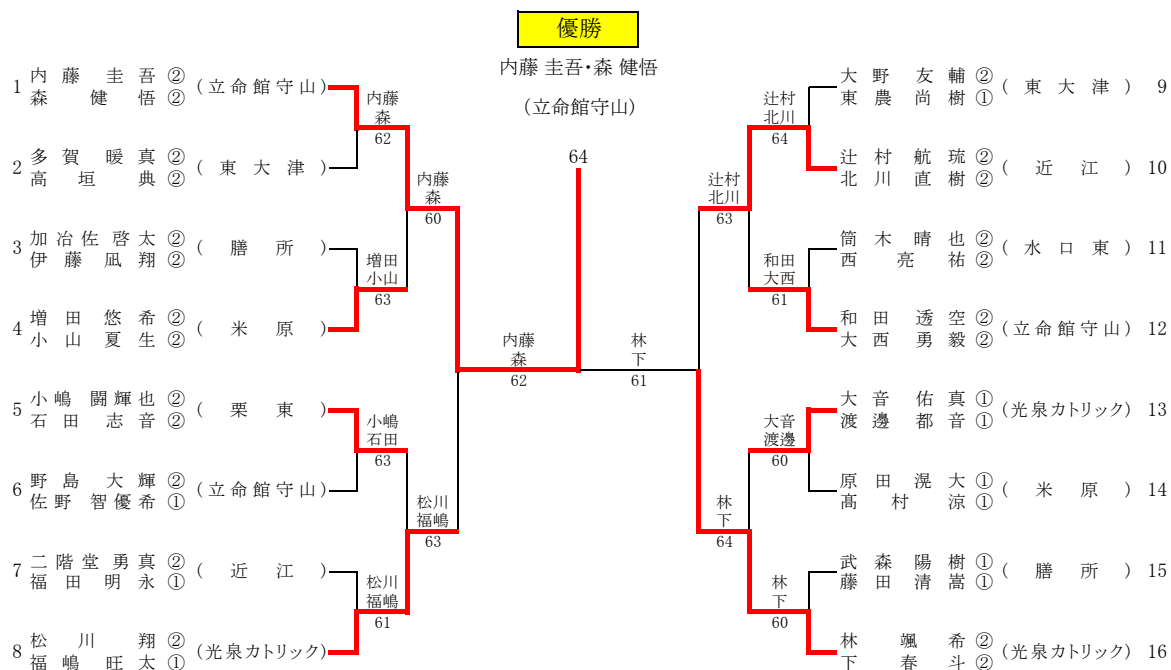 優勝
内藤 圭吾・森 健悟
(立命館守山)
64
1 内藤 圭吾 ② (立命館守山)
森 健悟 ②
2 多賀 暖真 ② (東大津)
高垣 典 ②
3 加冶佐 啓太 ② (膳所)
伊藤 凪翔 ②
4 増田 悠希 ② (米原)
小山 夏生 ②
5 小嶋 闘輝也 ② (栗東)
石田 志音 ②
6 野島 大輝 ② (立命館守山)
佐野 智優希 ①
7 二階堂 勇真 ② (近江)
福田 明永 ①
8 松川 翔 ② (光泉カトリック)
福嶋 旺太 ①
内藤
森
62
増田
小山
63
小嶋
石田
63
松川
福嶋
61
内藤
森
60
松川
福嶋
63
内藤
森
62
林
下
61
辻村
北川
63
林
下
64
辻村
北川
64
和田
大西
61
大音
渡邊
60
林
下
60
大野 友輔 ② (東大津) 9
東農 尚樹 ①
辻村 航琉 ② (近江) 10
北川 直樹 ②
筒木 晴也 ② (水口東) 11
西 亮祐 ②
和田 透空 ② (立命館守山) 12
大西 勇毅 ②
大音 佑真 ① (光泉カトリック) 13
渡邊 都音 ①
原田 滉大 ① (米原) 14
髙村 涼 ①
武森 陽樹 ① (膳所) 15
藤田 清嵩 ①
林 颯希 ② (光泉カトリック) 16
下 春斗 ②